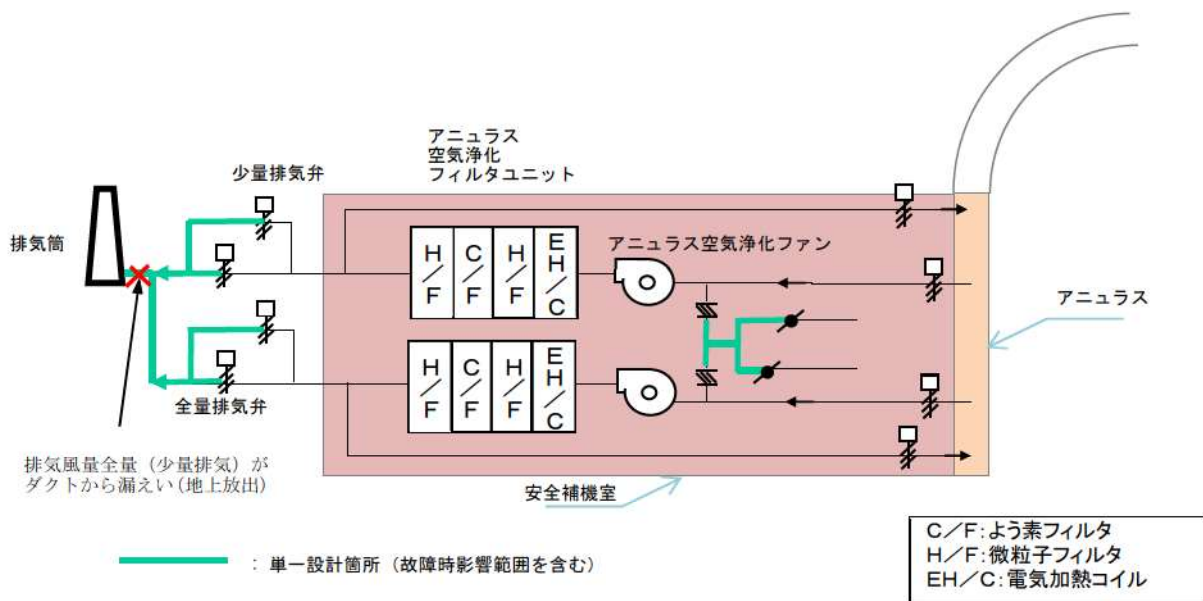 アニュラス
空気浄化
フィルタユニット
少量排気弁
排気筒
アニュラス空気浄化ファン
H/F
C/F
H/F
EH/C
アニュラス
H/F
C/F
H/F
EH/C
全量排気弁
排気風量全量（少量排気）が
ダクトから漏えい（地上放出）
安全補機室
：単一設計箇所（故障時影響範囲を含む）
C／F：よう素フィルタ
H／F：微粒子フィルタ
EH／C：電気加熱コイル